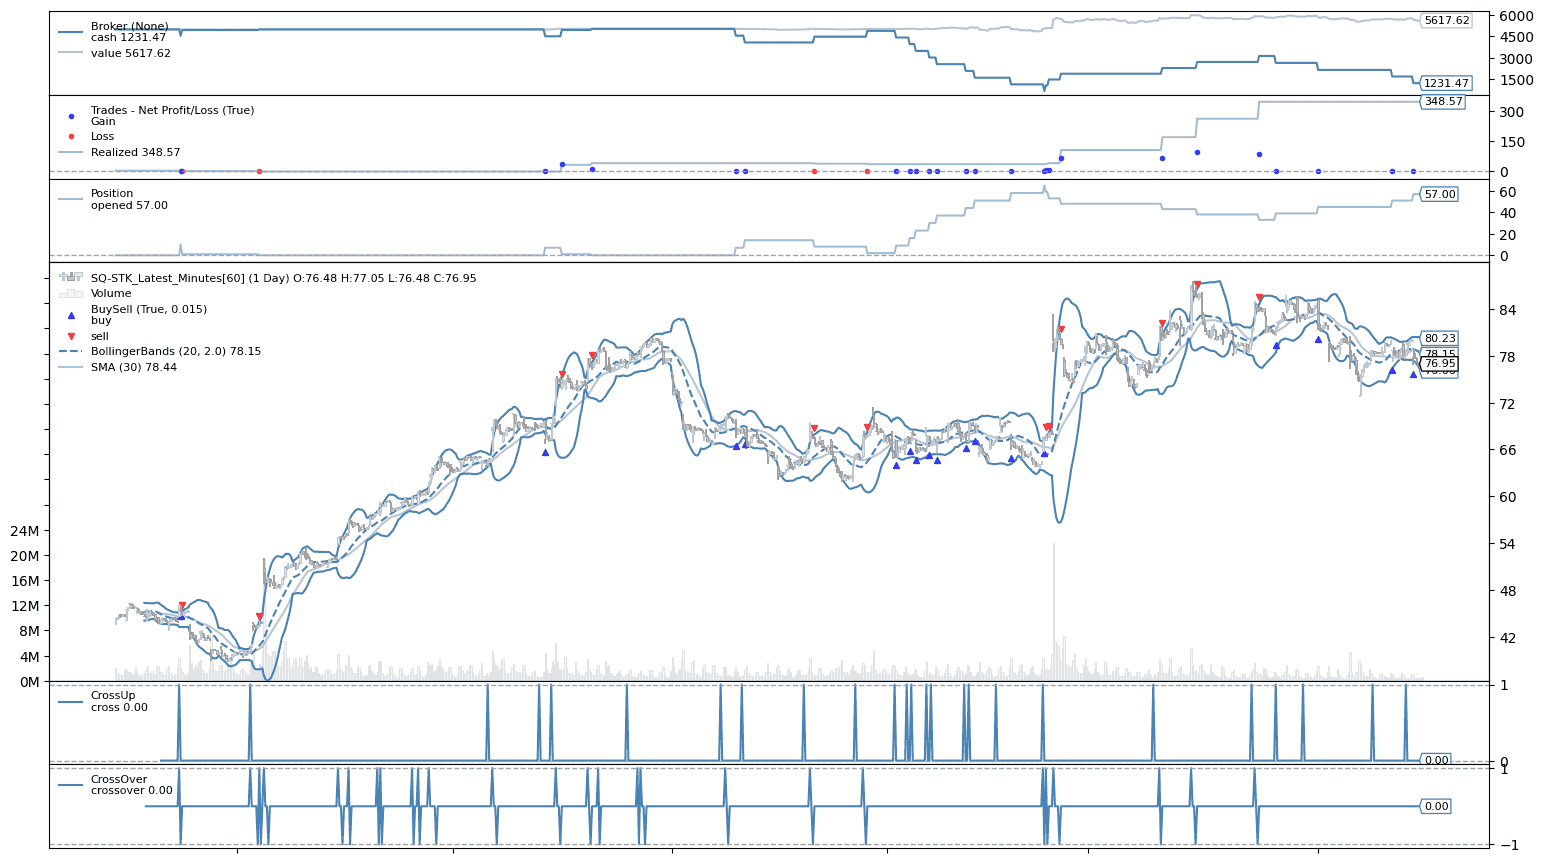 Broker (None)
cash 1231.47
value 5617.62
5617.62
1231.47
6000
4500
3000
1500
Trades - Net Profit/Loss (True)
Gain
Loss
Realized 348.57
348.57
300
150
0
Position
opened 57.00
57.00
60
40
20
0
SQ-STK_Latest_Minutes[60] (1 Day) O:76.48 H:77.05 L:76.48 C:76.95
Volume
BuySell (True, 0.015)
buy
sell
BollingerBands (20, 2.0) 78.15
SMA (30) 78.44
84
78
72
66
60
54
48
42
80.23
78.15
76.95
24M
20M
16M
12M
8M
4M
0M
CrossUp
cross 0.00
0.00
1
0
CrossOver
crossover 0.00
0.00
1
−1